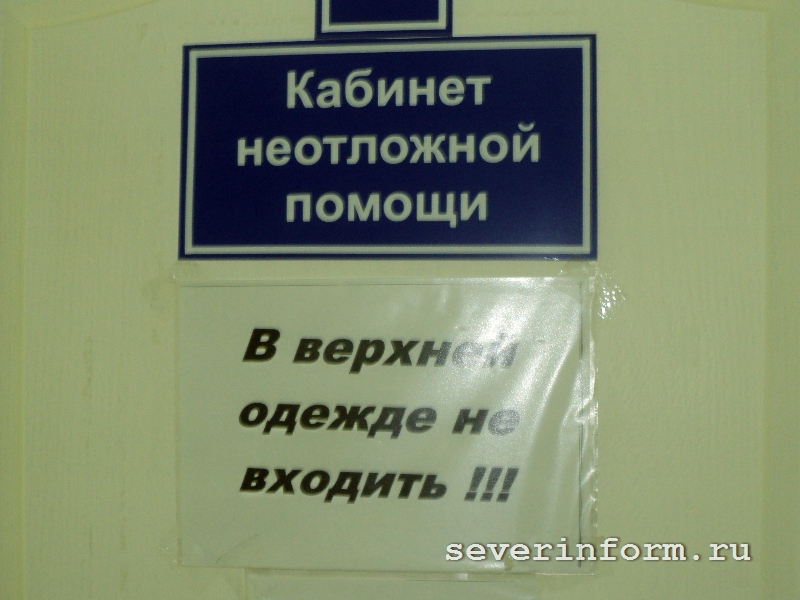 Кабинет
неотложной
помощи
В верхней
одежде не
входить !!!
severinform.ru